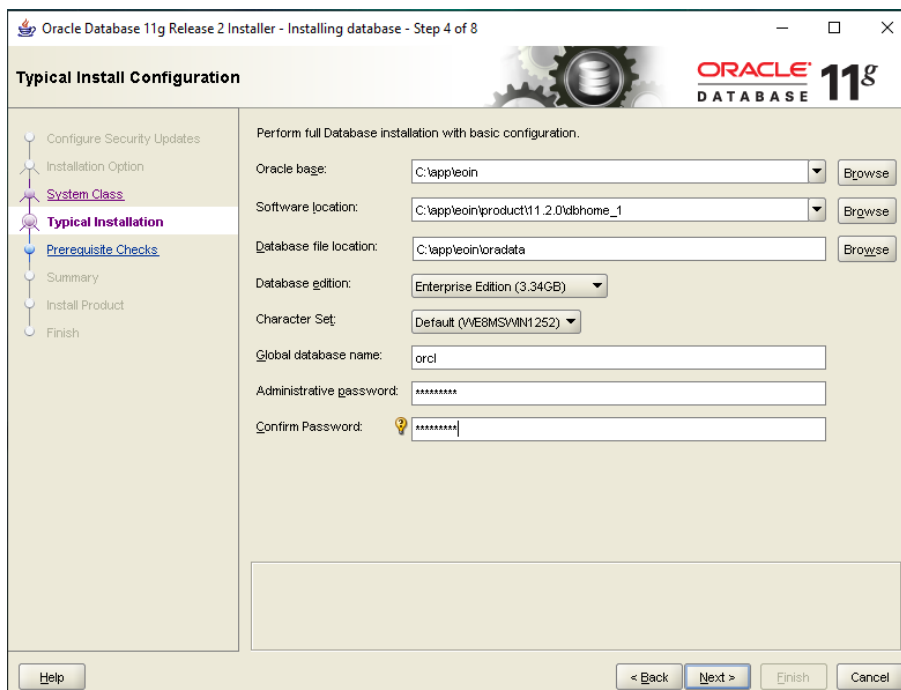 Oracle Database 11g Release 2 Installer - Installing database - Step 4 of 8
Typical Install Configuration
ORACLE DATABASE 11g
Configure Security Updates
Installation Option
System Class
Typical Installation
Prerequisite Checks
Summary
Install Product
Finish
Perform full Database installation with basic configuration.
Oracle base: C:\app\eoin Browse
Software location: C:\app\eoin\product\11.2.0\dbhome_1 Browse
Database file location: C:\app\eoin\oradata Browse
Database edition: Enterprise Edition (3.34GB)
Character Set: Default (WE8MSWIN1252)
Global database name: orcl
Administrative password: *********
Confirm Password: *********
Help < Back Next > Finish Cancel